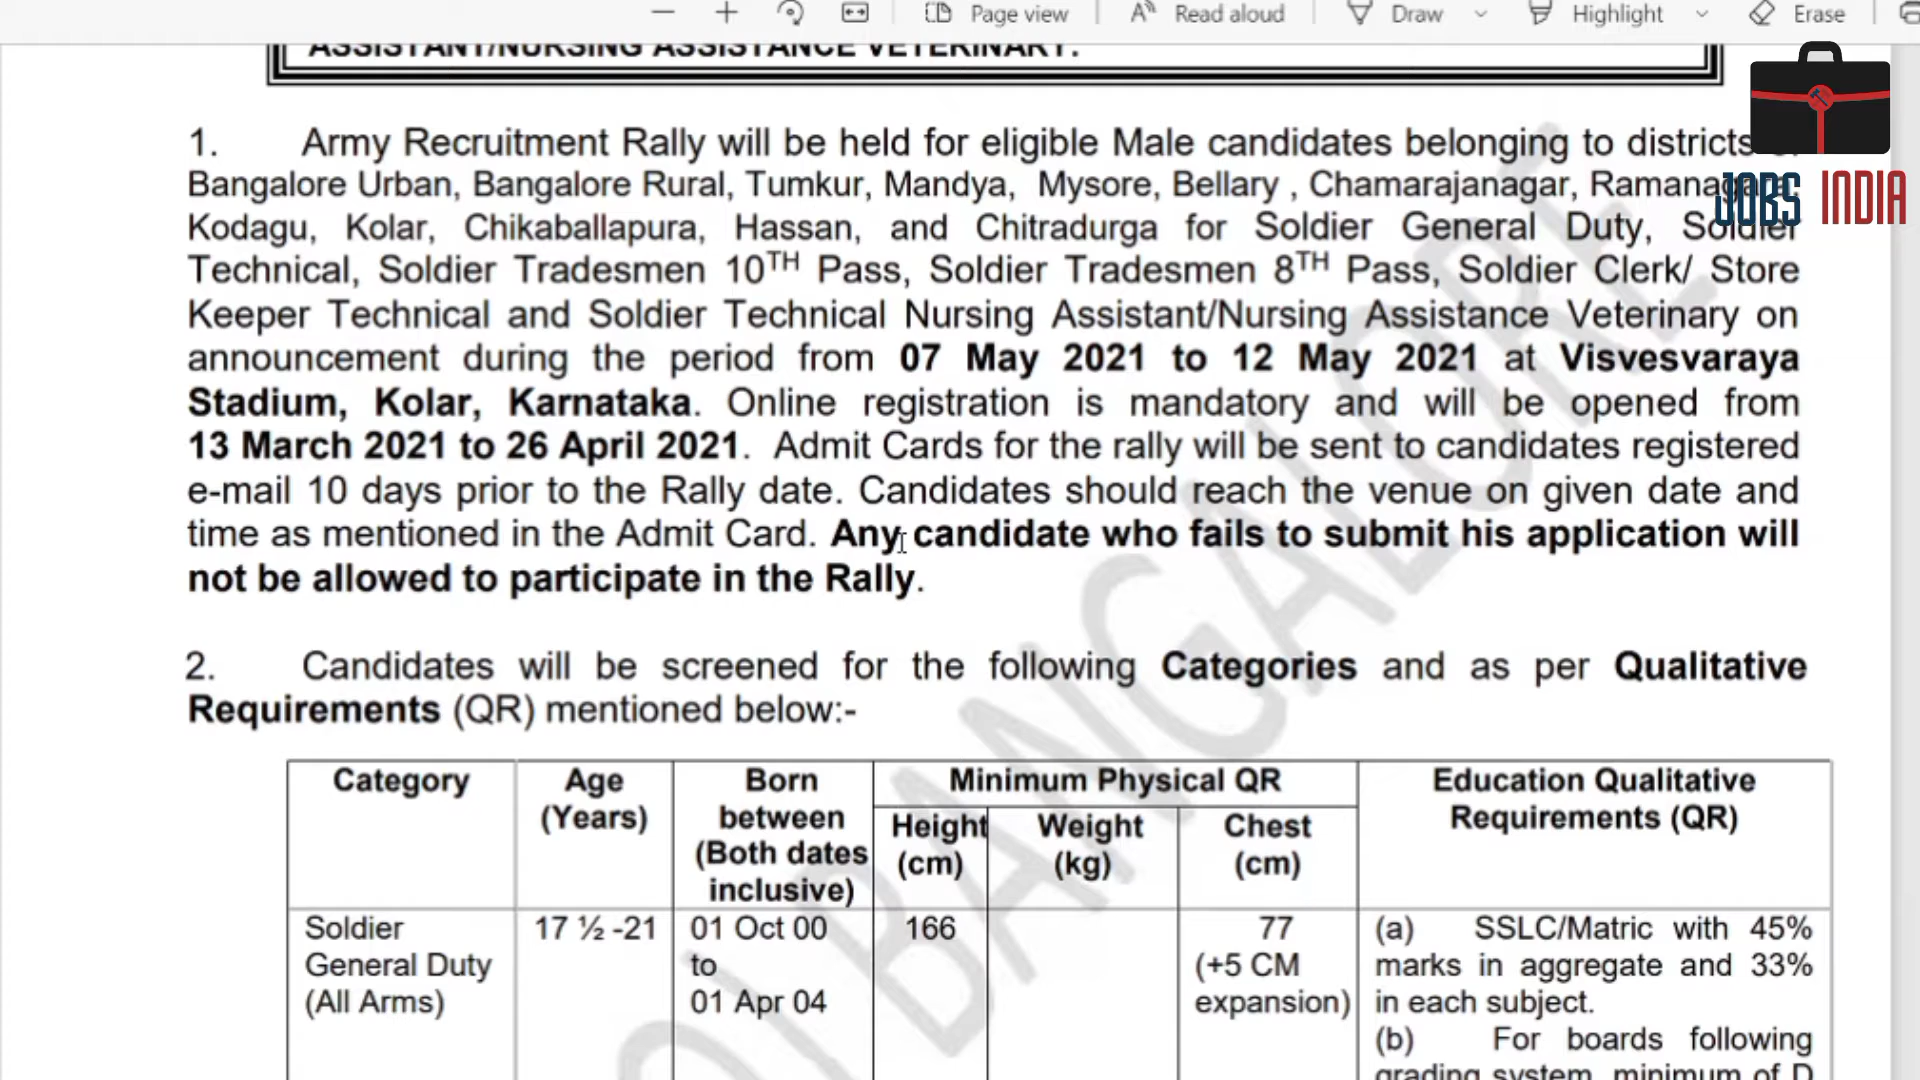 Page view
Read aloud
Draw
Highlight
Erase
ASSISTANT/NURSING ASSISTANCE VETERINARY.
JOBS INDIA
1. Army Recruitment Rally will be held for eligible Male candidates belonging to districts
Bangalore Urban, Bangalore Rural, Tumkur, Mandya, Mysore, Bellary , Chamarajanagar, Ramanagara,
Kodagu, Kolar, Chikaballapura, Hassan, and Chitradurga for Soldier General Duty, Soldier
Technical, Soldier Tradesmen 10TH Pass, Soldier Tradesmen 8TH Pass, Soldier Clerk/ Store
Keeper Technical and Soldier Technical Nursing Assistant/Nursing Assistance Veterinary on
announcement during the period from 07 May 2021 to 12 May 2021 at Visvesvaraya
Stadium, Kolar, Karnataka. Online registration is mandatory and will be opened from
13 March 2021 to 26 April 2021. Admit Cards for the rally will be sent to candidates registered
e-mail 10 days prior to the Rally date. Candidates should reach the venue on given date and
time as mentioned in the Admit Card. Any candidate who fails to submit his application will
not be allowed to participate in the Rally.
2. Candidates will be screened for the following Categories and as per Qualitative
Requirements (QR) mentioned below:-
Category
Age
(Years)
Born
between
(Both dates
inclusive)
Minimum Physical QR
Height
(cm)
Weight
(kg)
Chest
(cm)
Education Qualitative
Requirements (QR)
Soldier
General Duty
(All Arms)
17 ½ -21
01 Oct 00
to
01 Apr 04
166
77
(+5 CM
expansion)
(a) SSLC/Matric with 45%
marks in aggregate and 33%
in each subject.
(b) For boards following
grading system, minimum of D
BANGALORE